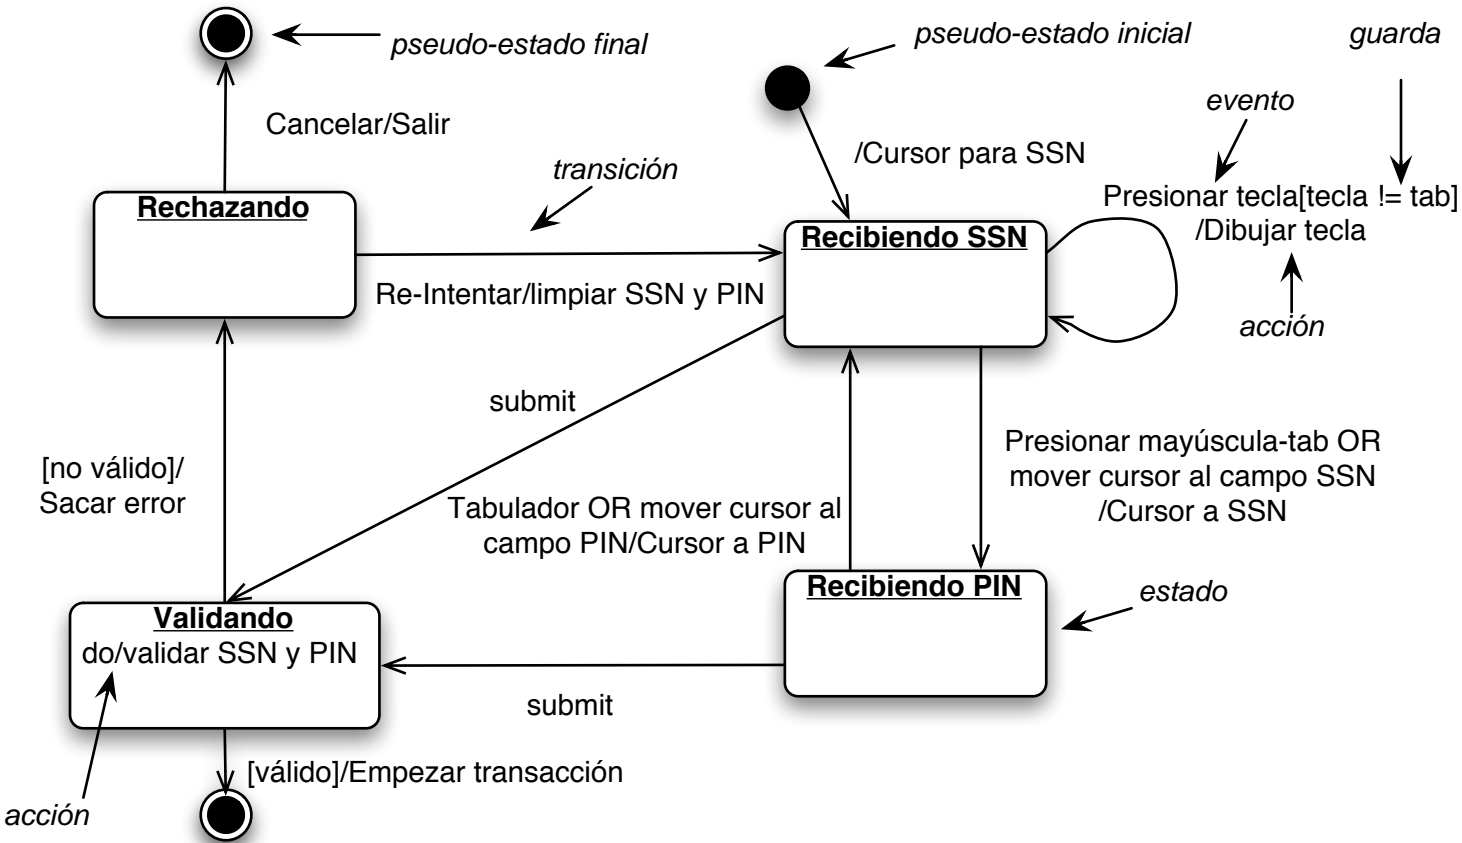 pseudo-estado final
pseudo-estado inicial
guarda
evento
Cancelar/Salir
/Cursor para SSN
transición
Presionar tecla[tecla != tab]
/Dibujar tecla
Rechazando
Recibiendo SSN
Re-Intentar/limpiar SSN y PIN
acción
submit
[no válido]/
Sacar error
Presionar mayúscula-tab OR
mover cursor al campo SSN
/Cursor a SSN
Tabulador OR mover cursor al
campo PIN/Cursor a PIN
Recibiendo PIN
estado
Validando
do/validar SSN y PIN
submit
[válido]/Empezar transacción
acción